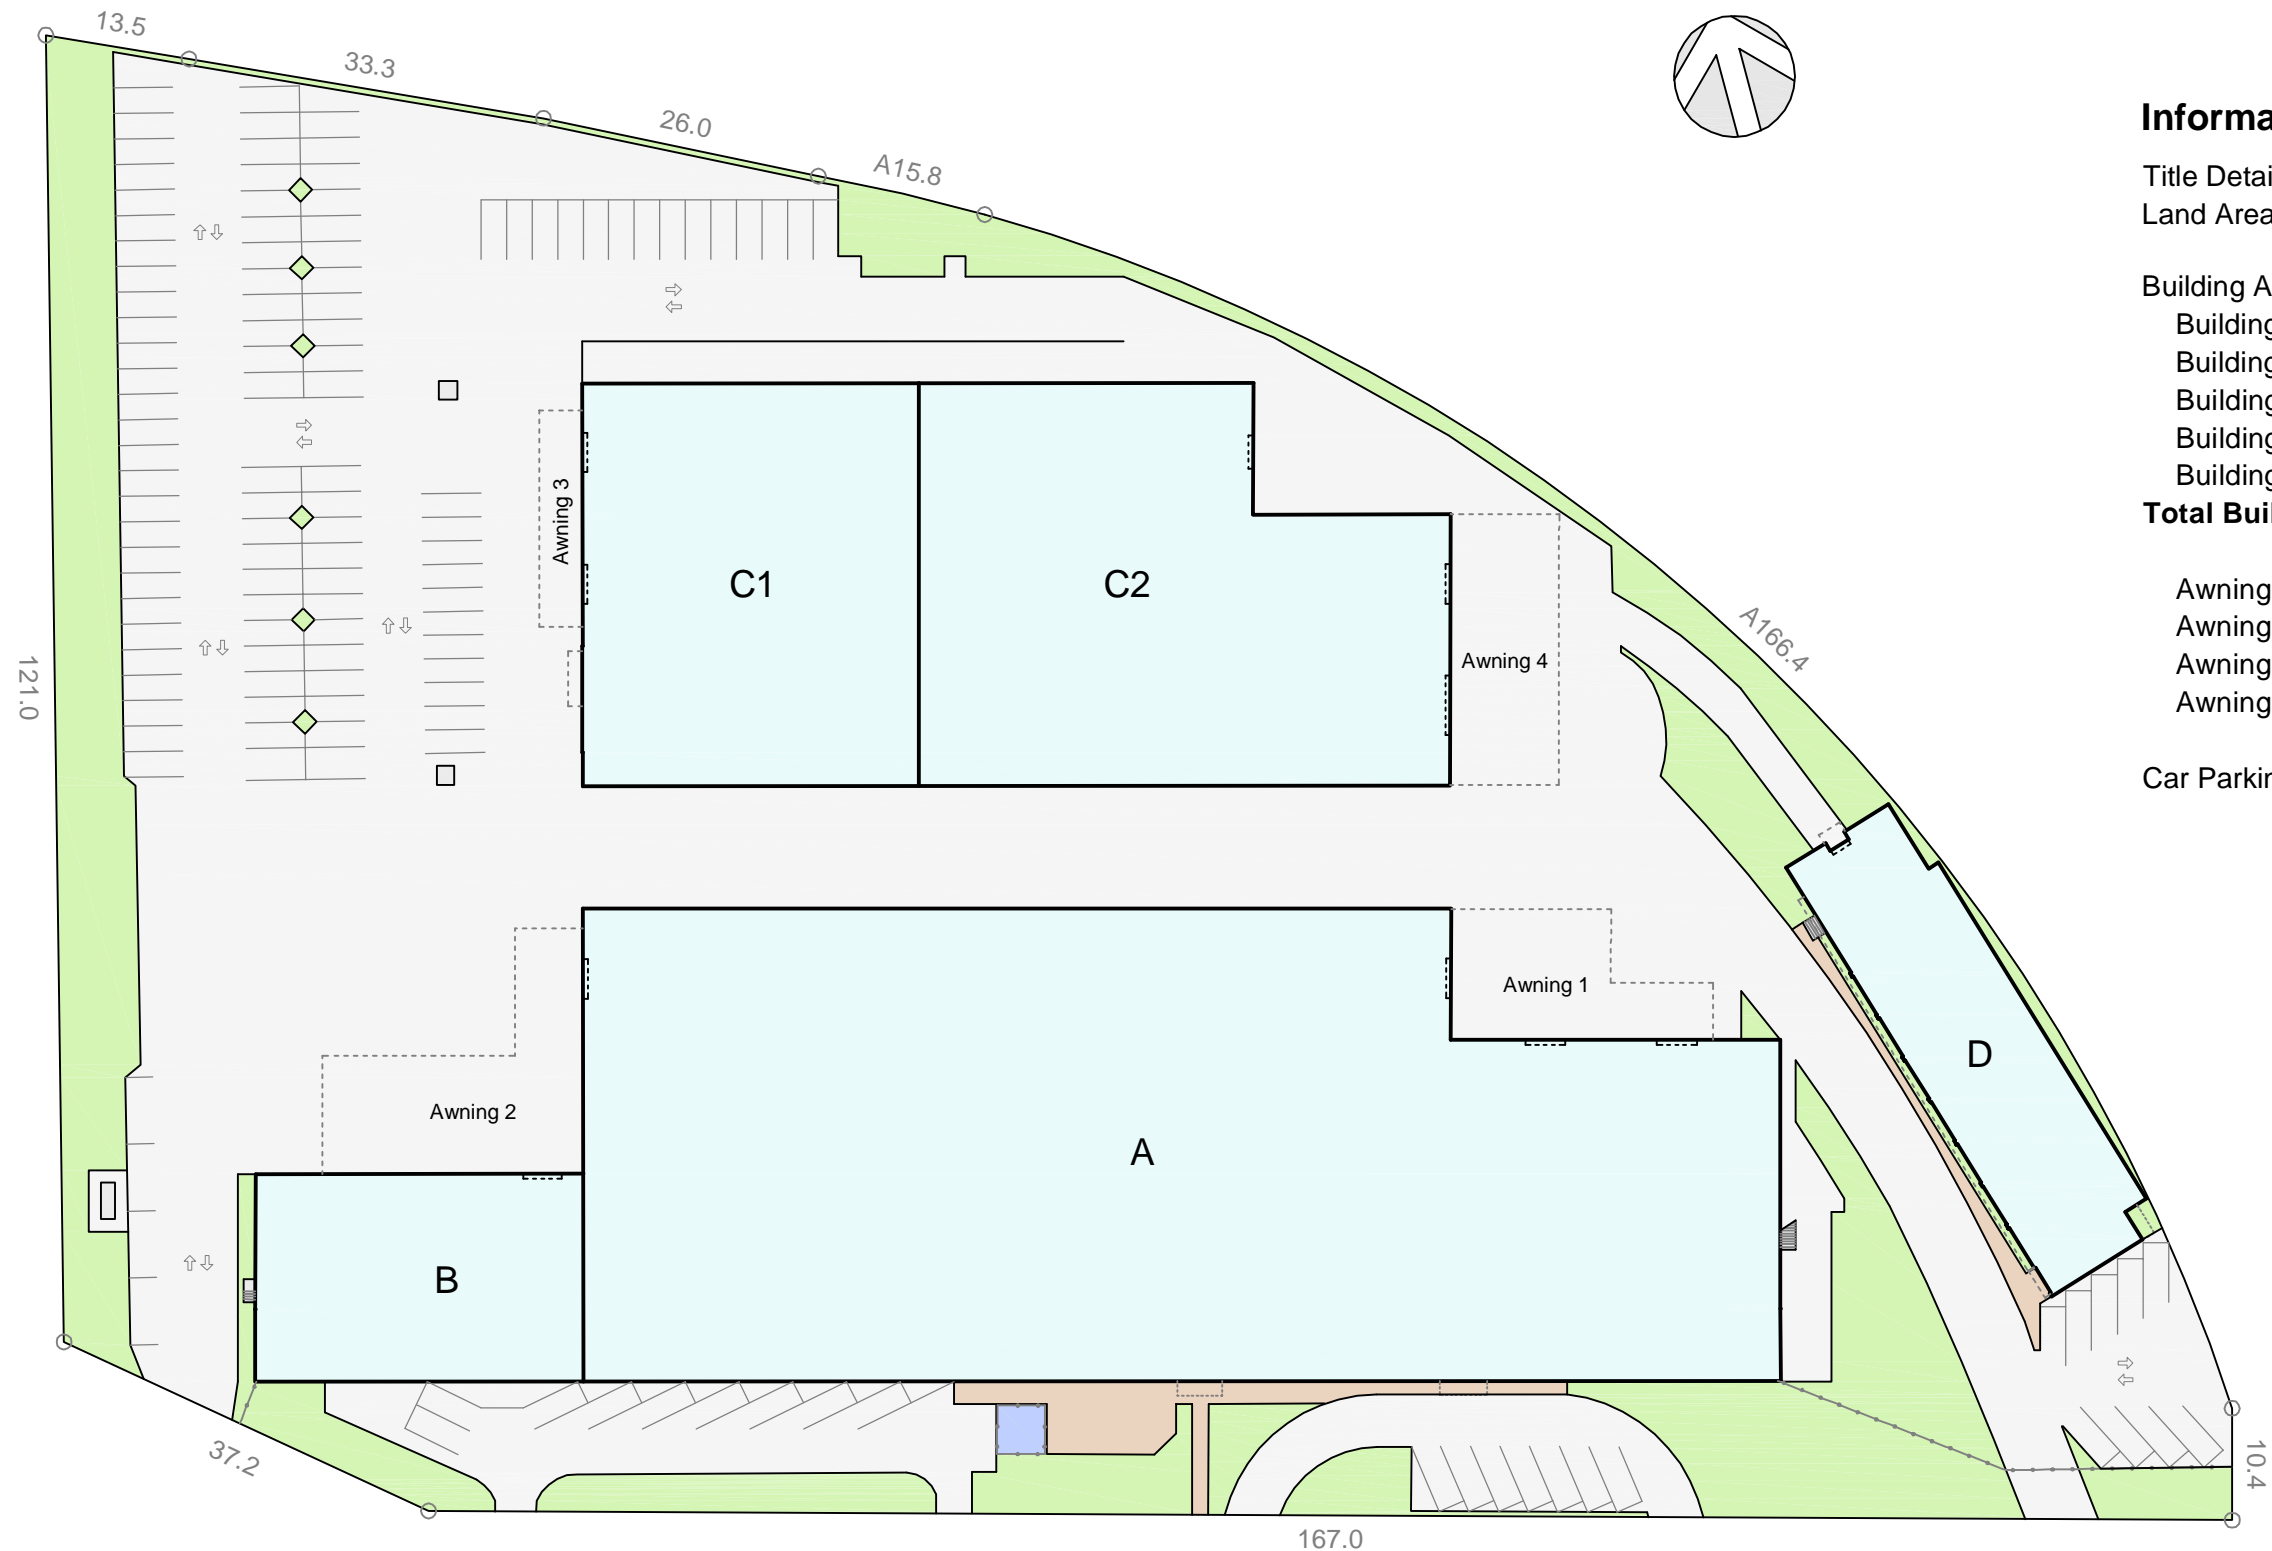 13.5
33.3
26.0
A15.8
Informa
Title Detai
Land Area
Building A
Building
Building
Building
Building
Building
Total Buil
Awning
Awning
Awning
Awning
Car Parkin
Awning 3
C1
C2
Awning 4
A166.4
121.0
Awning 1
D
Awning 2
A
B
37.2
10.4
167.0